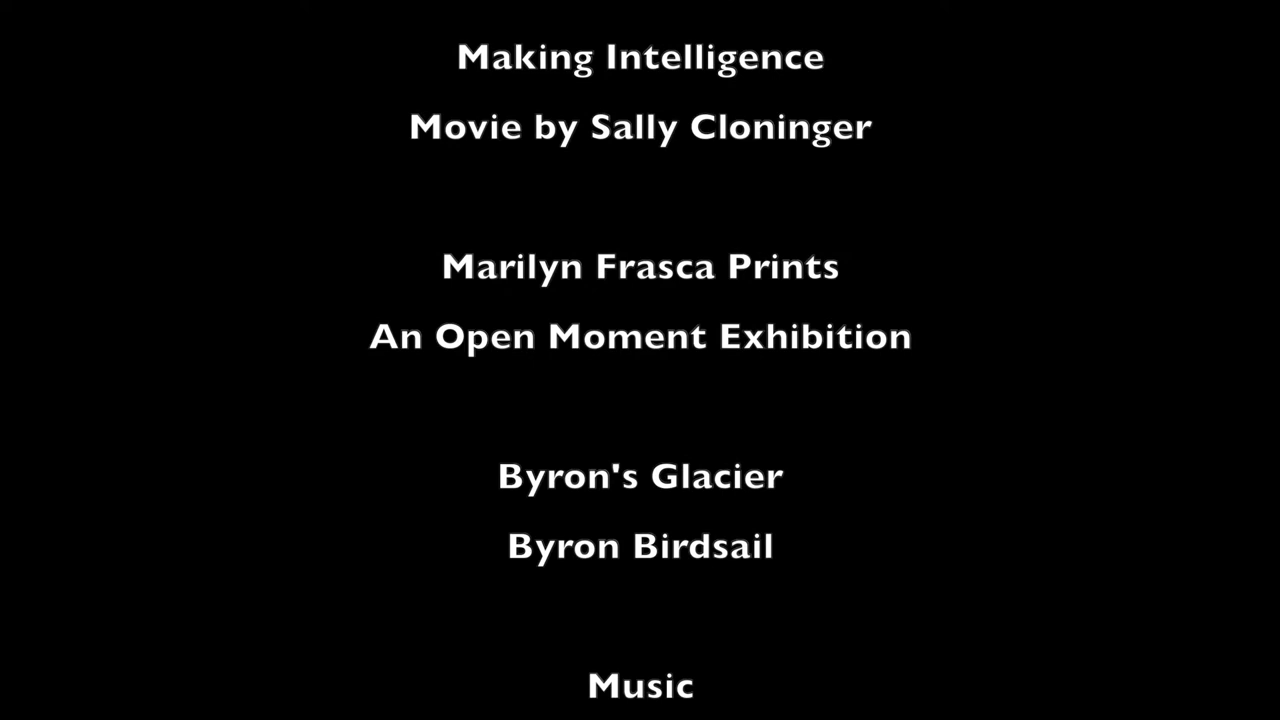 Making Intelligence
Movie by Sally Cloninger
Marilyn Frasca Prints
An Open Moment Exhibition
Byron's Glacier
Byron Birdsail
Music